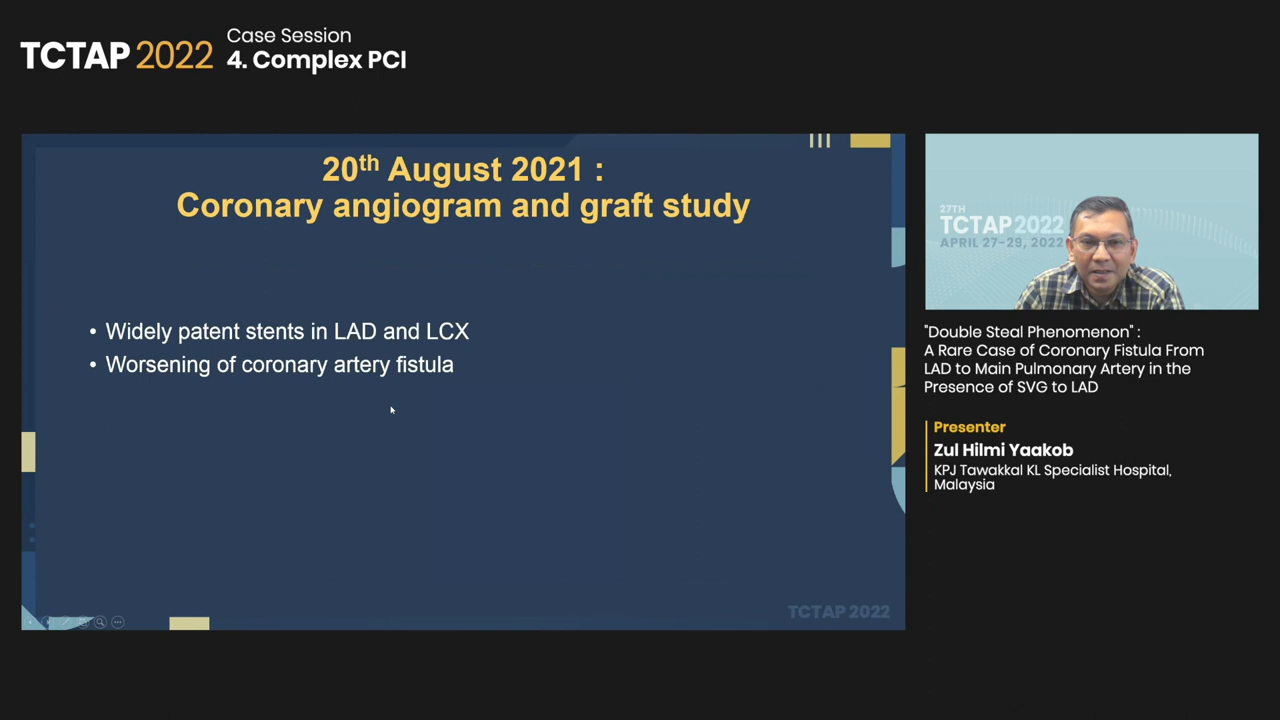 TCTAP 2022
Case Session
4. Complex PCI
20th August 2021 :
Coronary angiogram and graft study
• Widely patent stents in LAD and LCX
• Worsening of coronary artery fistula
TCTAP 2022
27TH
TCTAP 2022
APRIL 27-29, 2022
"Double Steal Phenomenon" :
A Rare Case of Coronary Fistula From
LAD to Main Pulmonary Artery in the
Presence of SVG to LAD
Presenter
Zul Hilmi Yaakob
KPJ Tawakkal KL Specialist Hospital,
Malaysia